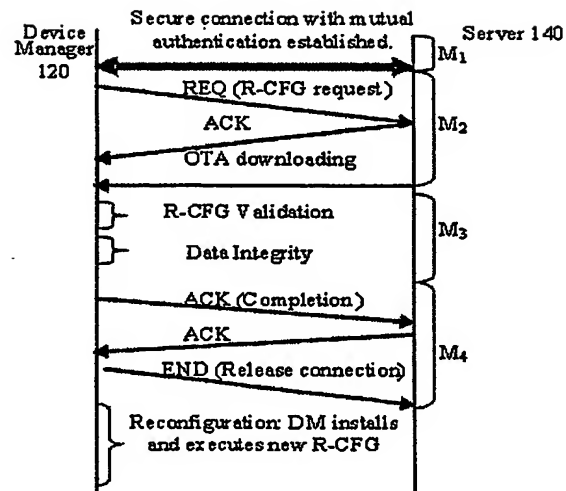 Device
Manager
120
Secure connection with mutual
authentication established.
Server 140
M1
REQ (R-CFG request)
ACK
M2
OTA downloading
R-CFG Validation
M3
Data Integrity
ACK (Completion)
ACK
M4
END (Release connection)
Reconfiguration: DM installs
and executes new R-CFG